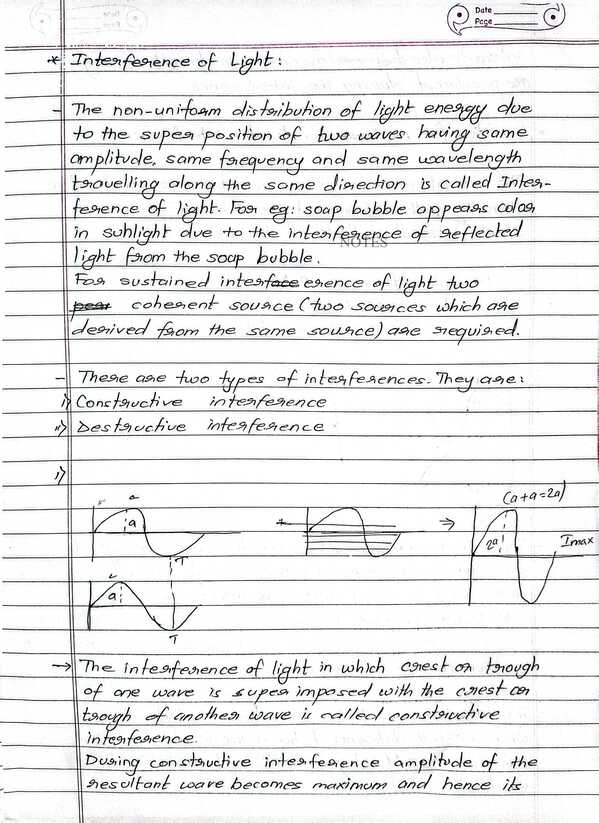 Date
Page
* Interference of Light:
- The non-uniform distribution of light energy due
to the super position of two waves having same
amplitude, same frequency and same wavelength
travelling along the same direction is called Inter-
ference of light. For eg: soap bubble appears color
in suhlight due to the interference of reflected
NOTES
light from the soap bubble.
For sustained interface erence of light two
coherent source (two sources which are
derived from the same source) are required.
- There are two types of interferences. They are:
i) Constructive interference
ii) Destructive interference
i)
(a+a=2a)
a + ⇒ 2a Imax
T
a
T
→ The interference of light in which crest or trough
of one wave is super imposed with the crest or
trough of another wave is called constructive
interference.
During constructive interference amplitude of the
resultant wave becomes maximum and hence its